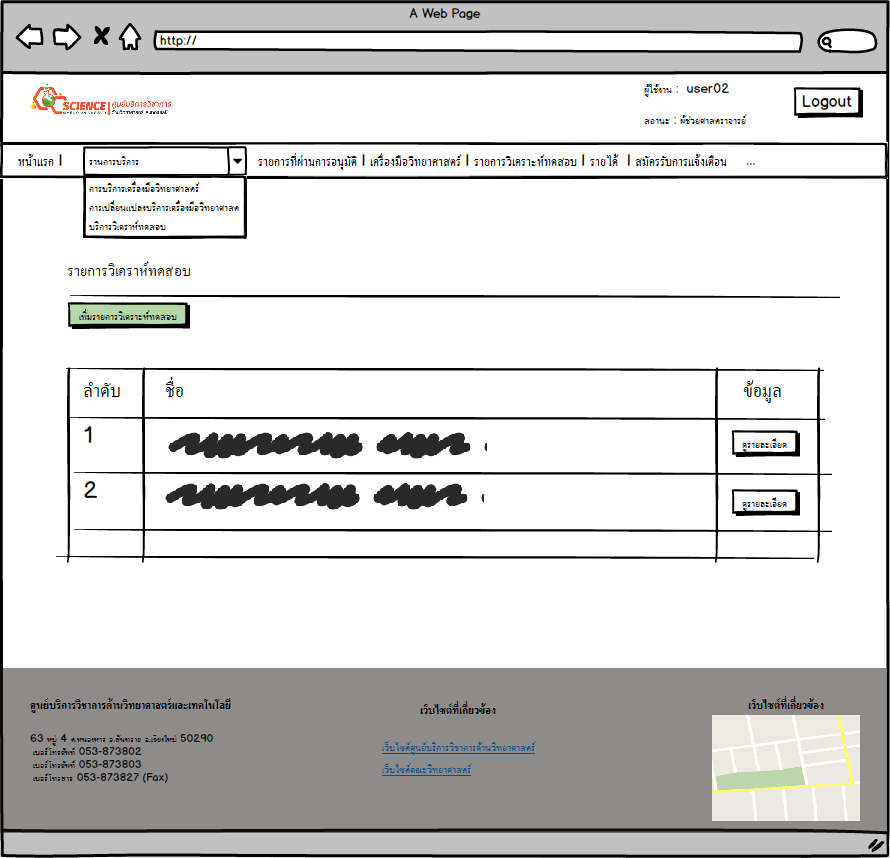 A Web Page
http://
SCIENCE ศูนย์บริการวิชาการ
ผู้ใช้งาน : user02
Logout
สถานะ : ผู้ช่วยศาสตราจารย์
หน้าแรก | รานการบริการ รายการที่ผ่านการอนุมัติ | เครื่องมือวิทยาศาสตร์ | รายการวิเคราะห์ทดสอบ | รายได้ | สมัครรับการแจ้งเตือน ...
การบริการเครื่องมือวิทยาศาสตร์
การเปลี่ยนแปลงบริการเครื่องมือวิทยาศาส
บริการวิเคราห์ทดสอบ
รายการวิเคราห์ทดสอบ
เพิ่มรายการวิเคราะห์ทดสอบ
ลำดับ ชื่อ ข้อมูล
1 ดูรายละเอียด
2 ดูรายละเอียด
ศูนย์บริการวิชาการด้านวิทยาศาสตร์และเทคโนโลยี
63 หมู่ 4 ต.หนองหาร อ.สันทราย จ.เชียงใหม่ 50290
เบอร์โทรศัพท์ 053-873802
เบอร์โทรศัพท์ 053-873803
เบอร์โทรสาร 053-873827 (Fax)
เว็บไซต์ที่เกี่ยวข้อง
เว็บไซต์ศูนย์บริการวิชาการด้านวิทยาศาสตร์
เว็บไซต์คณะวิทยาศาสตร์
เว็บไซต์ที่เกี่ยวข้อง